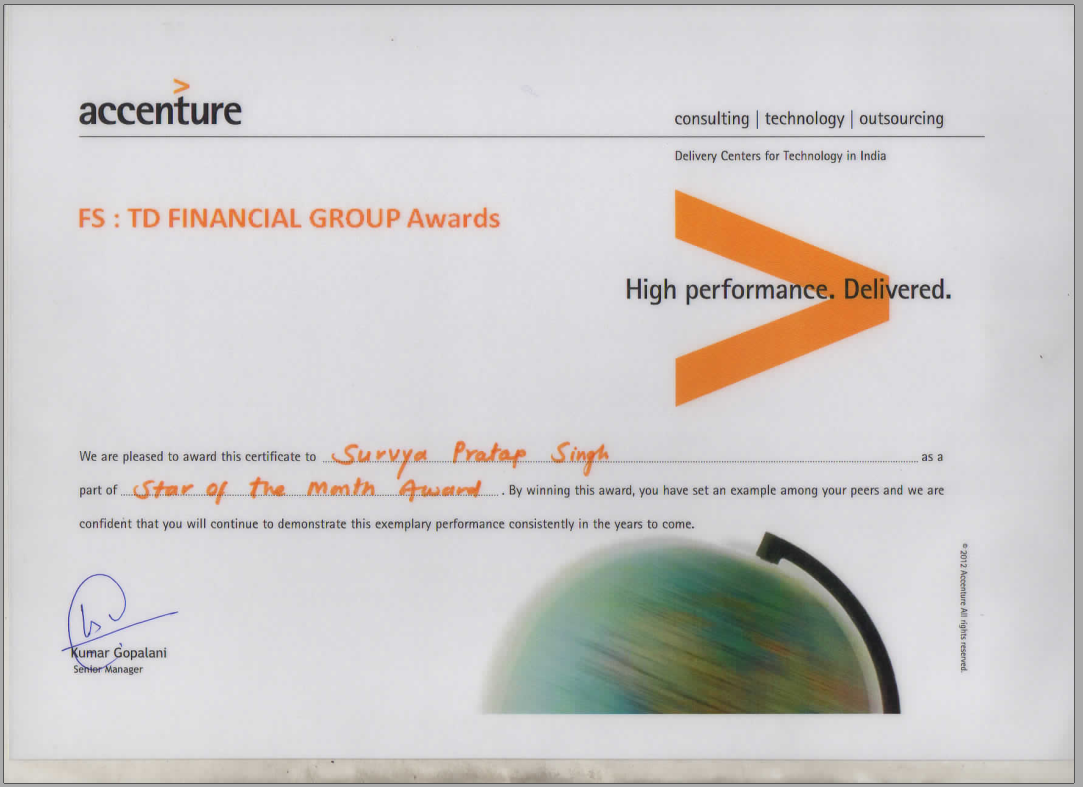 accenture
consulting | technology | outsourcing
Delivery Centers for Technology in India
FS : TD FINANCIAL GROUP Awards
High performance. Delivered.
We are pleased to award this certificate to Survya Pratap Singh as a
part of Star of the Month Award . By winning this award, you have set an example among your peers and we are
confident that you will continue to demonstrate this exemplary performance consistently in the years to come.
© 2012 Accenture All rights reserved.
Kumar Gopalani
Senior Manager